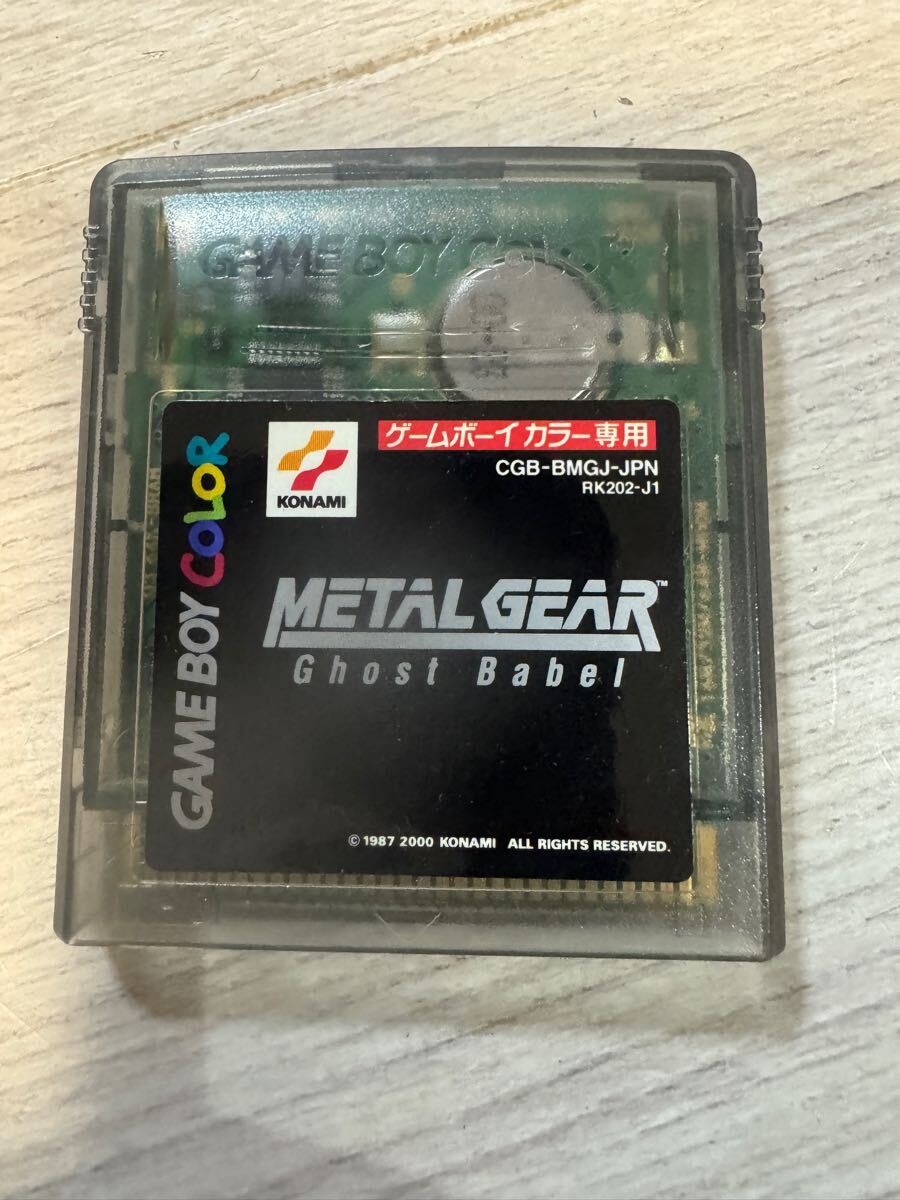 GAME BOY COLOR
KONAMI
ゲームボーイカラー専用
CGB-BMGJ-JPN
RK202-J1
GAME BOY COLOR
METAL GEAR™
Ghost Babel
© 1987 2000 KONAMI ALL RIGHTS RESERVED.